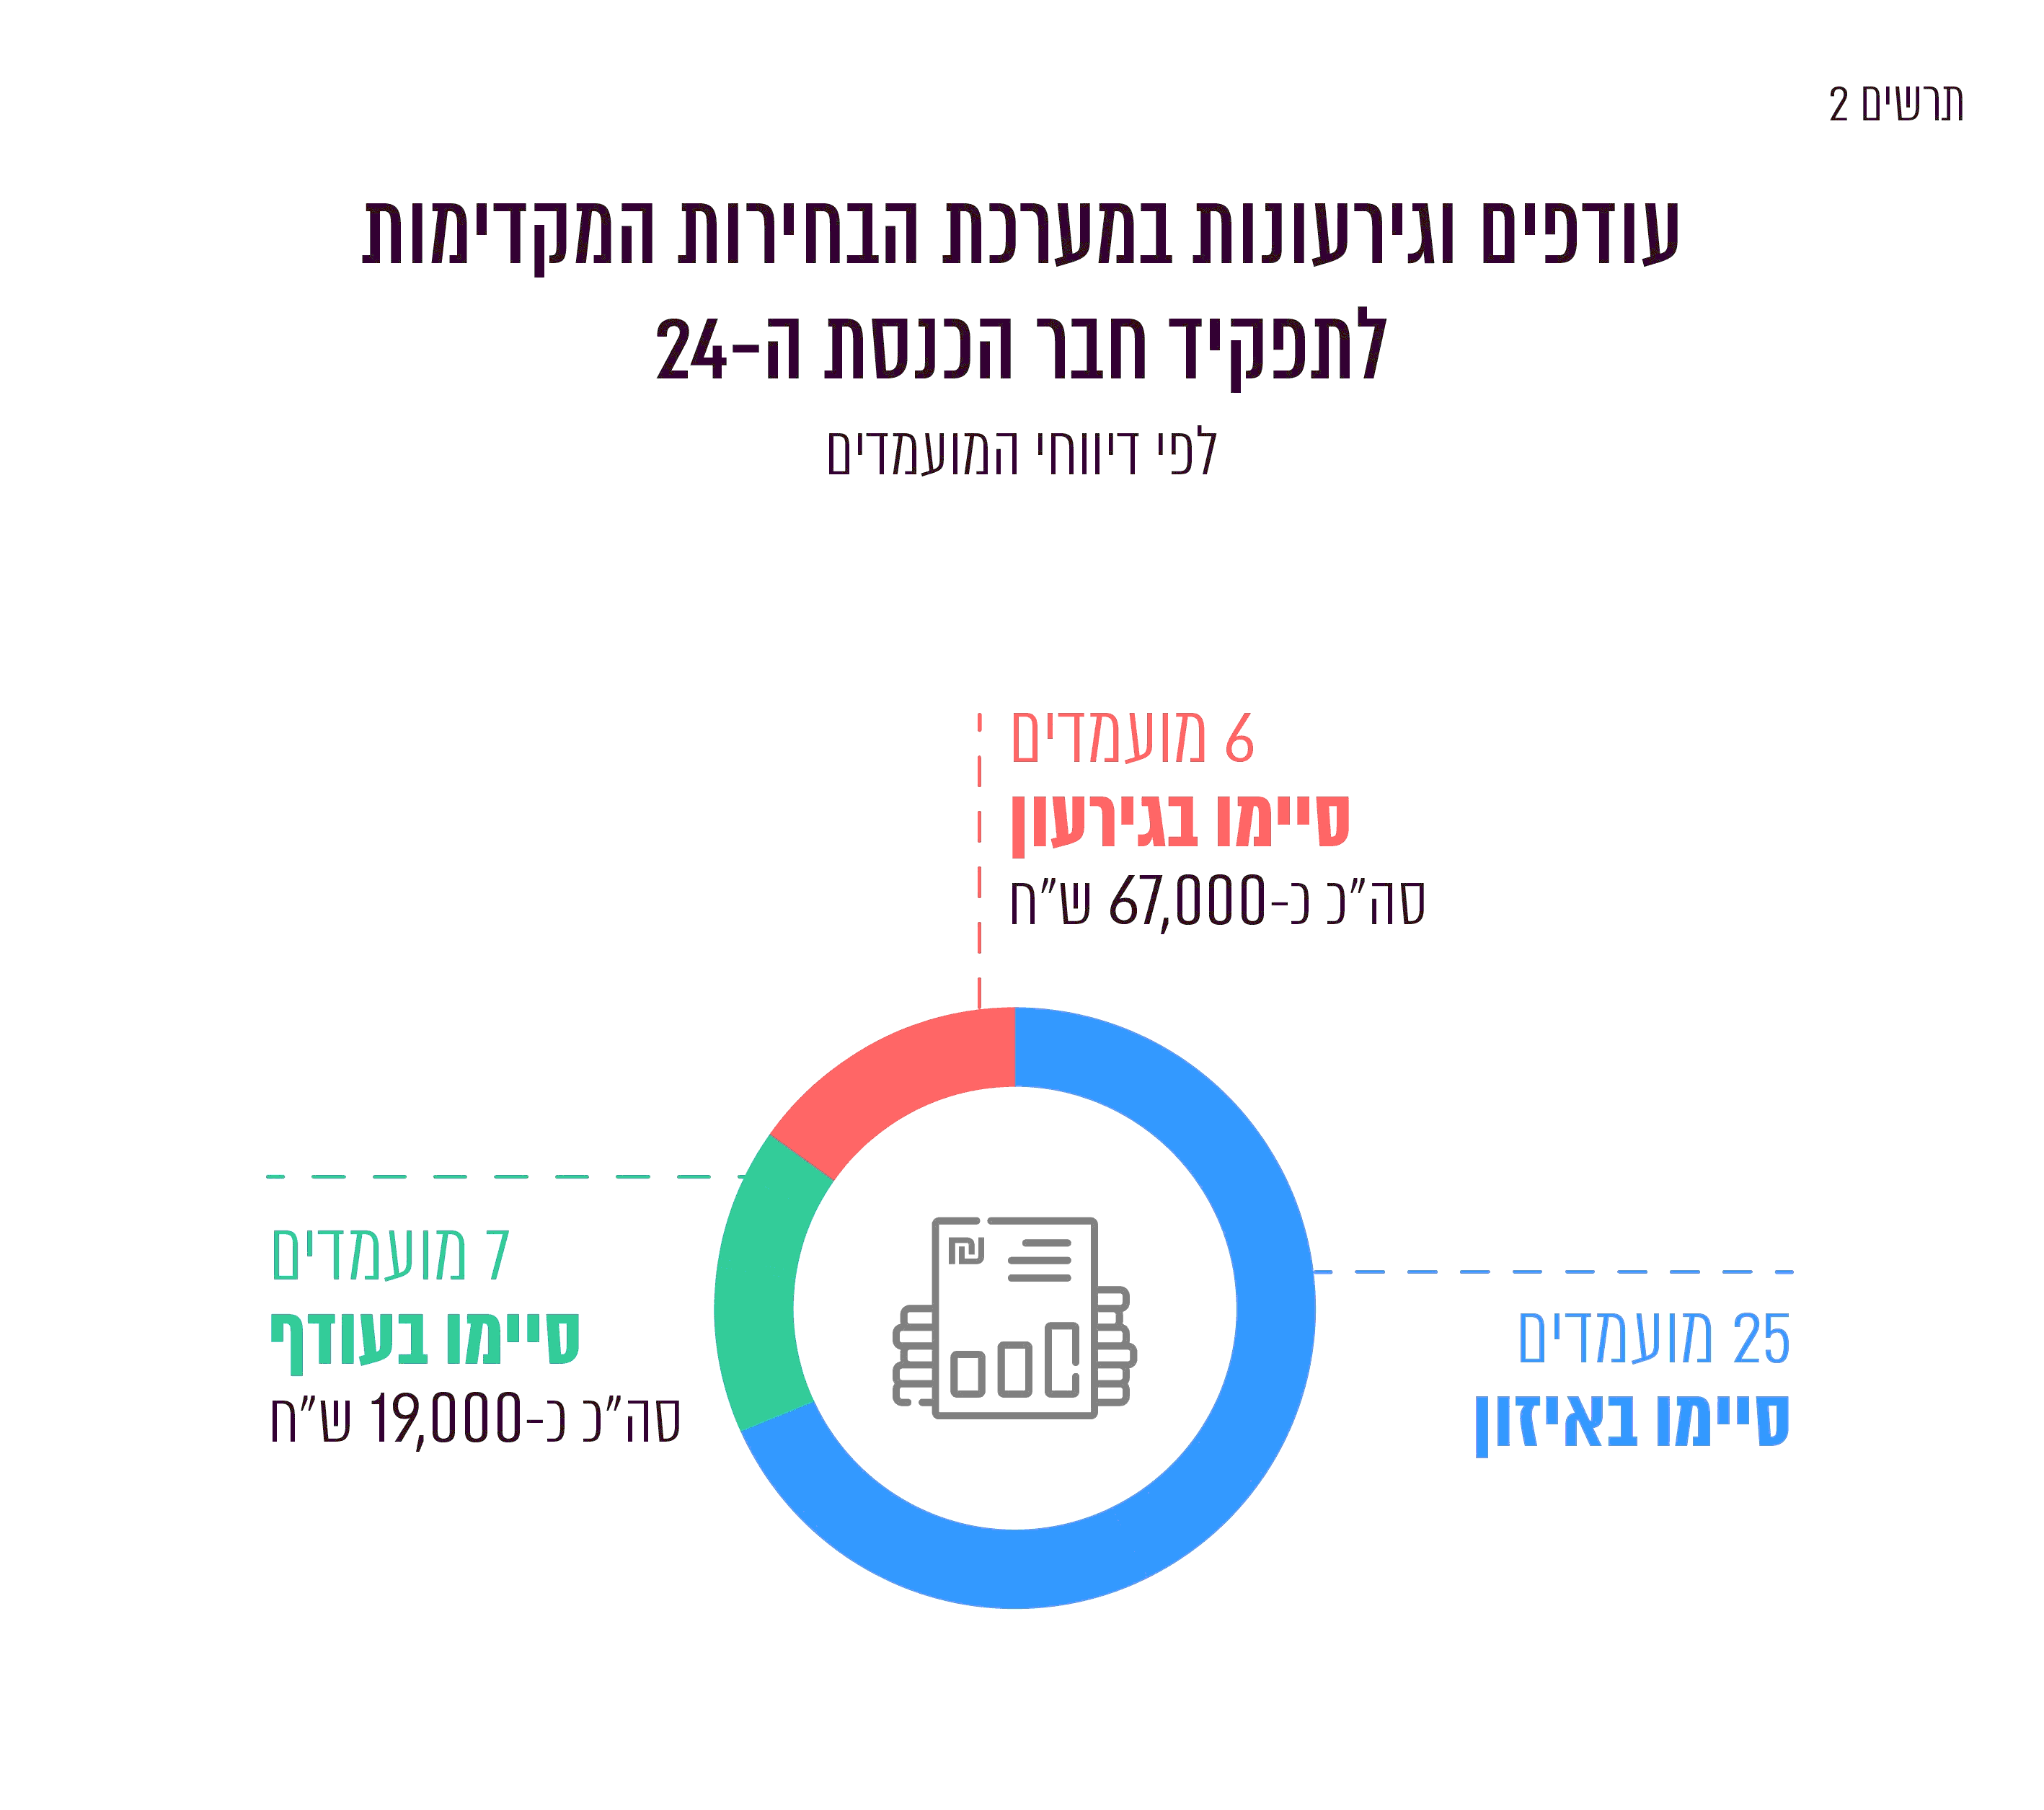 תרשים 2
עודפים וגירעונות במערכת הבחירות המקדימות
לתפקיד חבר הכנסת ה-24
לפי דיווחי המועמדים
6 מועמדים
סיימו בגירעון
סה"כ כ-67,000 ש"ח
7 מועמדים
סיימו בעודף
סה"כ כ-19,000 ש"ח
25 מועמדים
סיימו באיזון
₪